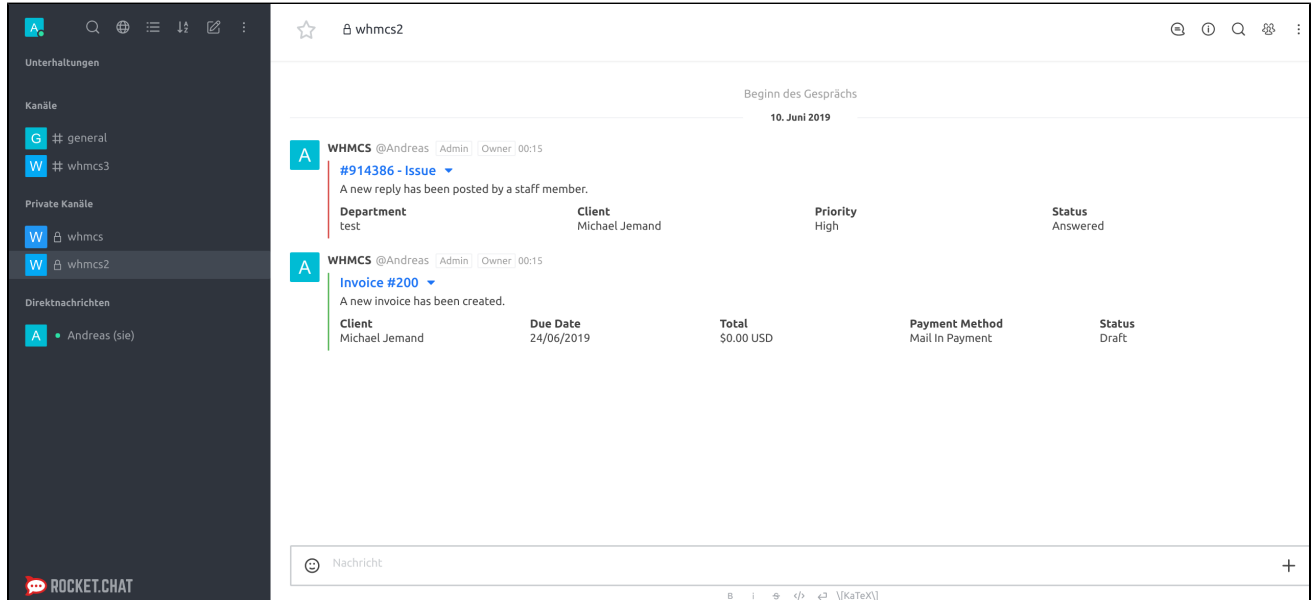 A
whmcs2
Unterhaltungen
Kanäle
G # general
W # whmcs3
Private Kanäle
W whmcs
W whmcs2
Direktnachrichten
A Andreas (sie)
ROCKET.CHAT
Beginn des Gesprächs
10. Juni 2019
A WHMCS @Andreas Admin Owner 00:15
#914386 - Issue
A new reply has been posted by a staff member.
Department Client Priority Status
test Michael Jemand High Answered
A WHMCS @Andreas Admin Owner 00:15
Invoice #200
A new invoice has been created.
Client Due Date Total Payment Method Status
Michael Jemand 24/06/2019 $0.00 USD Mail In Payment Draft
Nachricht
B i S </> \[KaTeX\]